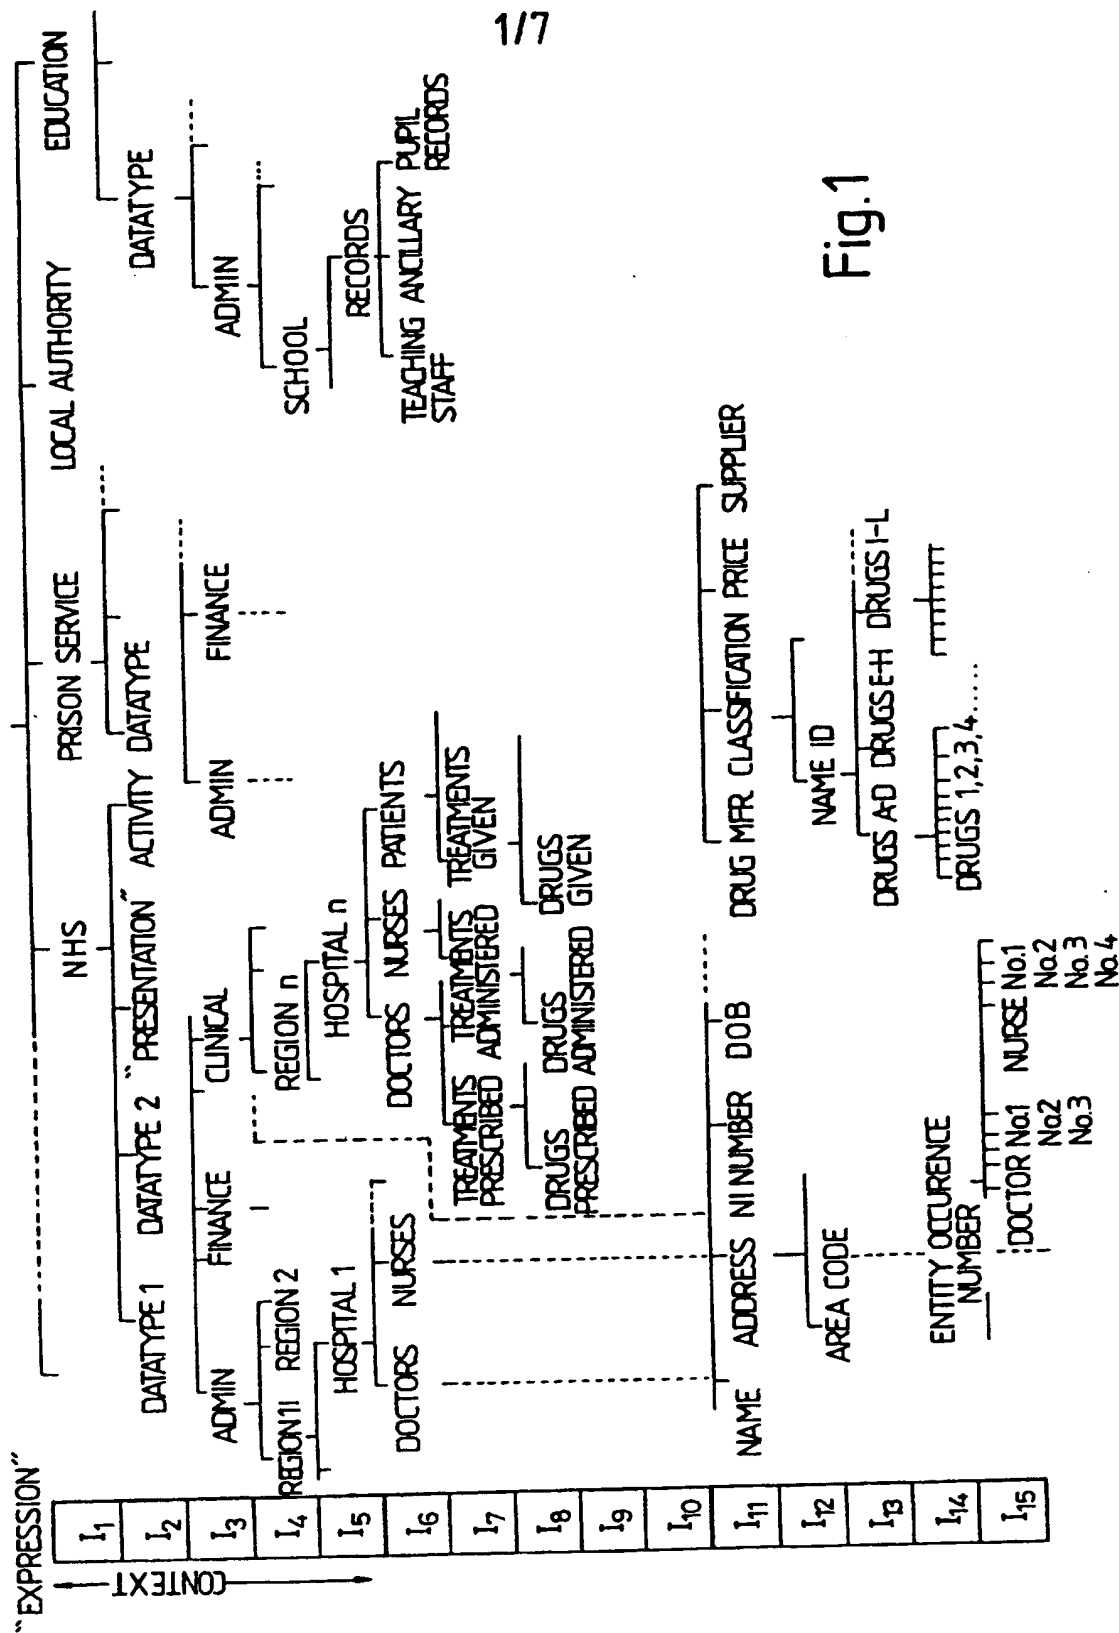 1/7
"EXPRESSION"
CONTEXT
I1
I2
I3
I4
I5
I6
I7
I8
I9
I10
I11
I12
I13
I14
I15
NHS
PRISON SERVICE
LOCAL AUTHORITY
EDUCATION
DATATYPE 1
DATATYPE 2
"PRESENTATION"
ACTIVITY
DATATYPE
DATATYPE
ADMIN
FINANCE
CLINICAL
ADMIN
FINANCE
ADMIN
REGION 1
REGION 2
REGION n
SCHOOL
HOSPITAL 1
HOSPITAL n
RECORDS
DOCTORS
NURSES
DOCTORS
NURSES
PATIENTS
TEACHING STAFF
ANCILLARY
PUPIL RECORDS
TREATMENTS PRESCRIBED
TREATMENTS ADMINISTERED
TREATMENTS GIVEN
DRUGS PRESCRIBED
DRUGS ADMINISTERED
DRUGS GIVEN
NAME
ADDRESS
NI NUMBER
DOB
DRUG MFR.
CLASSIFICATION
PRICE
SUPPLIER
AREA CODE
NAME ID
DRUGS A-D
DRUGS E-H
DRUGS I-L
ENTITY OCCURENCE NUMBER
DRUGS 1,2,3,4.....
DOCTOR No.1
No.2
No.3
NURSE No.1
No.2
No.3
No.4
Fig.1